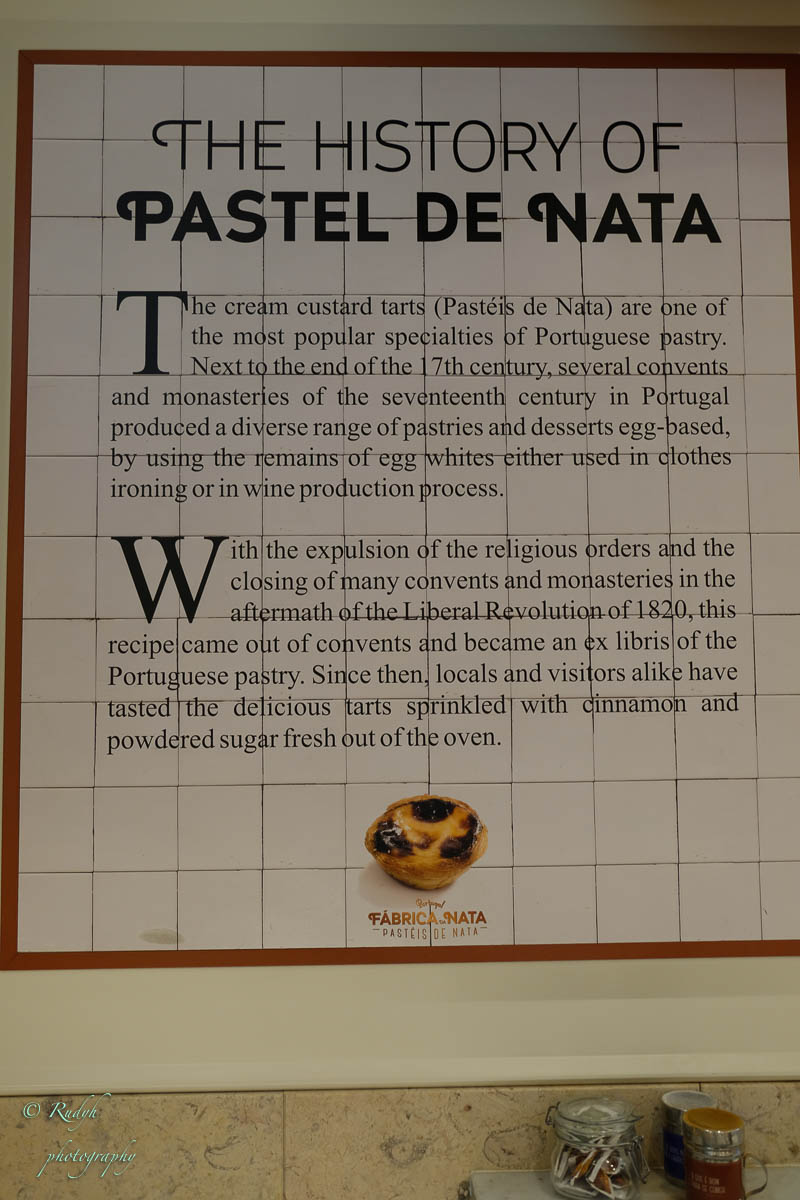 THE HISTORY OF
PASTEL DE NATA
The cream custard tarts (Pastéis de Nata) are one of
the most popular specialties of Portuguese pastry.
Next to the end of the 17th century, several convents
and monasteries of the seventeenth century in Portugal
produced a diverse range of pastries and desserts egg-based,
by using the remains of egg whites either used in clothes
ironing or in wine production process.
With the expulsion of the religious orders and the
closing of many convents and monasteries in the
aftermath of the Liberal Revolution of 1820, this
recipe came out of convents and became an ex libris of the
Portuguese pastry. Since then, locals and visitors alike have
tasted the delicious tarts sprinkled with cinnamon and
powdered sugar fresh out of the oven.
Portugal
FÁBRICA DA NATA
PASTÉIS DE NATA
© Rudyh
photography